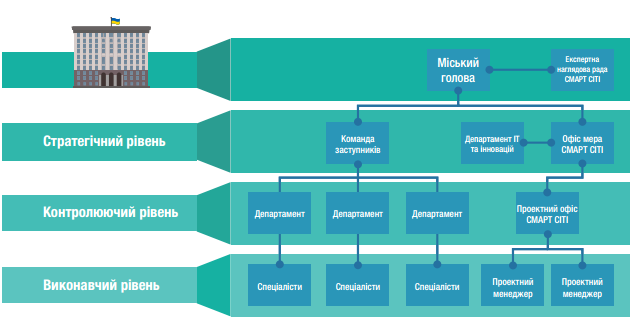 Міський
голова
Експертна
наглядова рада
СМАРТ СІТІ
Стратегічний рівень
Команда
заступників
Департамент ІТ
та інновацій
Офіс мера
СМАРТ СІТІ
Контролюючий рівень
Департамент
Департамент
Департамент
Проектний офіс
СМАРТ СІТІ
Виконавчий рівень
Спеціалісти
Спеціалісти
Спеціалісти
Проектний
менеджер
Проектний
менеджер